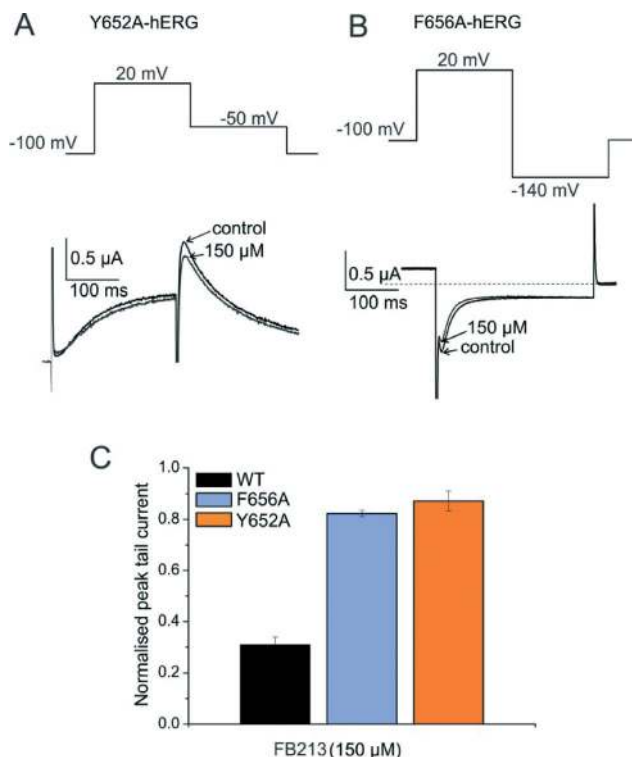 A
Y652A-hERG
20 mV
-50 mV
-100 mV
control
150 µM
0.5 µA
100 ms
B
F656A-hERG
20 mV
-100 mV
-140 mV
0.5 µA
100 ms
150 µM
control
C
WT
F656A
Y652A
1.0
0.8
0.6
0.4
0.2
0.0
Normalised peak tail current
FB213 (150 µM)